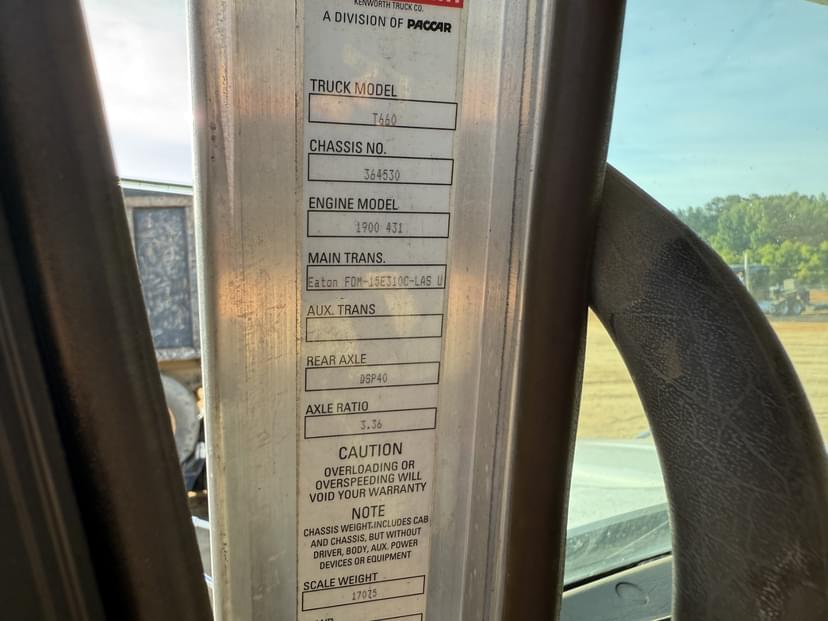 KENWORTH TRUCK CO.
A DIVISION OF PACCAR
TRUCK MODEL
T660
CHASSIS NO.
364530
ENGINE MODEL
1900 431
MAIN TRANS.
Eaton FOM-15E310C-LAS U
AUX. TRANS
REAR AXLE
DSP40
AXLE RATIO
3.36
CAUTION
OVERLOADING OR
OVERSPEEDING WILL
VOID YOUR WARRANTY
NOTE
CHASSIS WEIGHT-INCLUDES CAB
AND CHASSIS, BUT WITHOUT
DRIVER, BODY, AUX. POWER
DEVICES OR EQUIPMENT
SCALE WEIGHT
17025